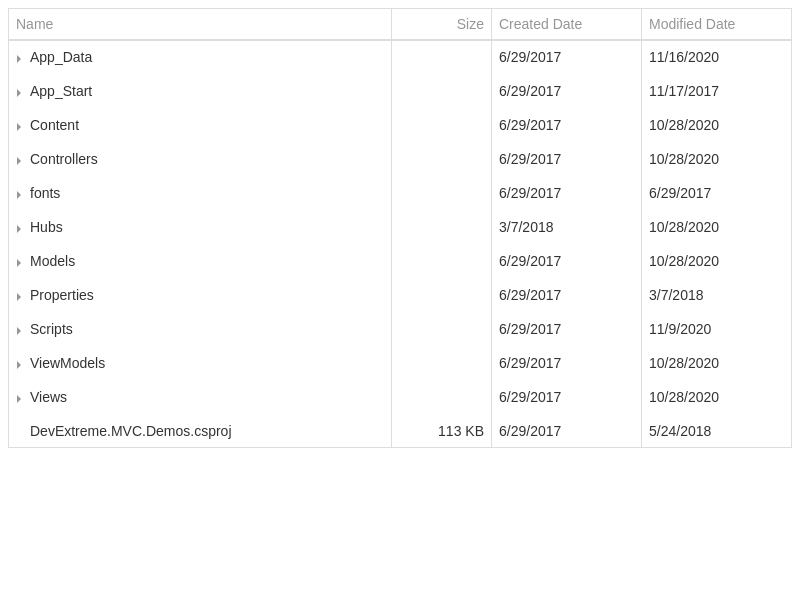 Name Size Created Date Modified Date
App_Data 6/29/2017 11/16/2020
App_Start 6/29/2017 11/17/2017
Content 6/29/2017 10/28/2020
Controllers 6/29/2017 10/28/2020
fonts 6/29/2017 6/29/2017
Hubs 3/7/2018 10/28/2020
Models 6/29/2017 10/28/2020
Properties 6/29/2017 3/7/2018
Scripts 6/29/2017 11/9/2020
ViewModels 6/29/2017 10/28/2020
Views 6/29/2017 10/28/2020
DevExtreme.MVC.Demos.csproj 113 KB 6/29/2017 5/24/2018